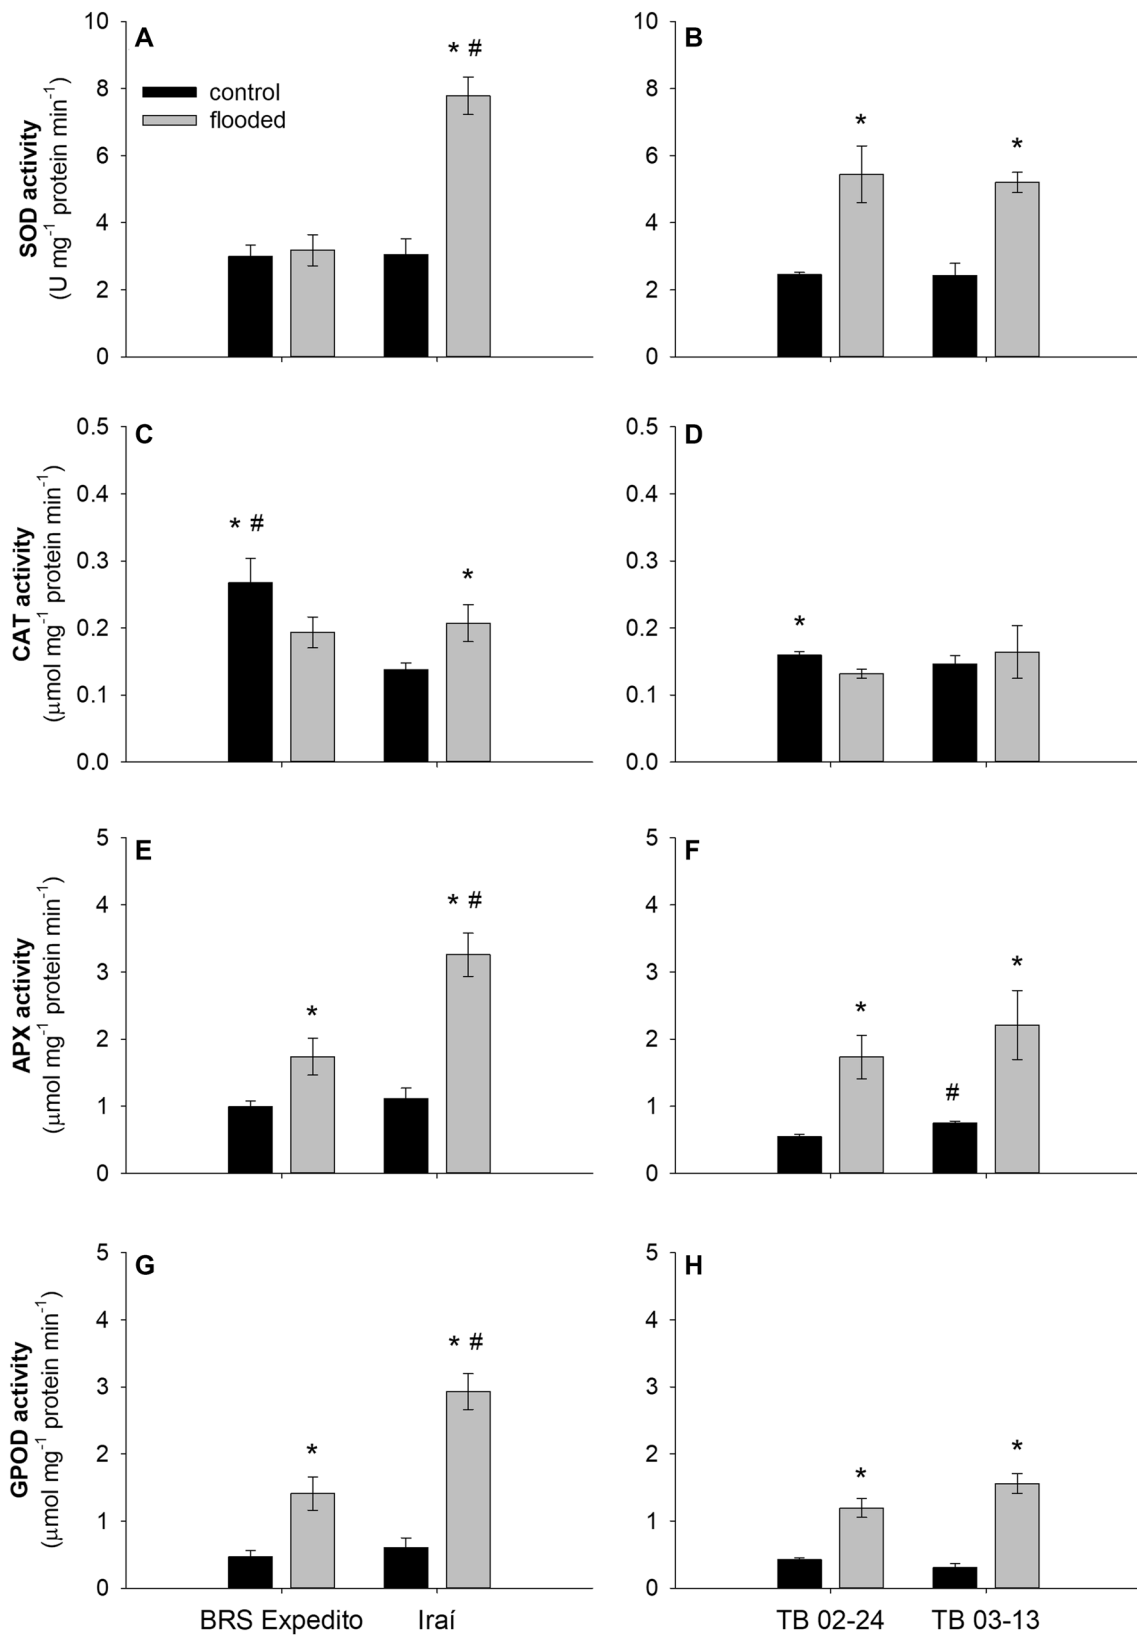 A
B
* #
control
flooded
*
*
10
8
6
4
2
0
10
8
6
4
2
0
SOD activity
(U mg⁻¹ protein min⁻¹)
C
D
* #
*
*
0.5
0.4
0.3
0.2
0.1
0.0
0.5
0.4
0.3
0.2
0.1
0.0
CAT activity
(μmol mg⁻¹ protein min⁻¹)
E
F
* #
*
*
*
#
5
4
3
2
1
0
5
4
3
2
1
0
APX activity
(μmol mg⁻¹ protein min⁻¹)
G
H
* #
*
*
*
5
4
3
2
1
0
5
4
3
2
1
0
GPOD activity
(μmol mg⁻¹ protein min⁻¹)
BRS Expedito
Iraí
TB 02-24
TB 03-13